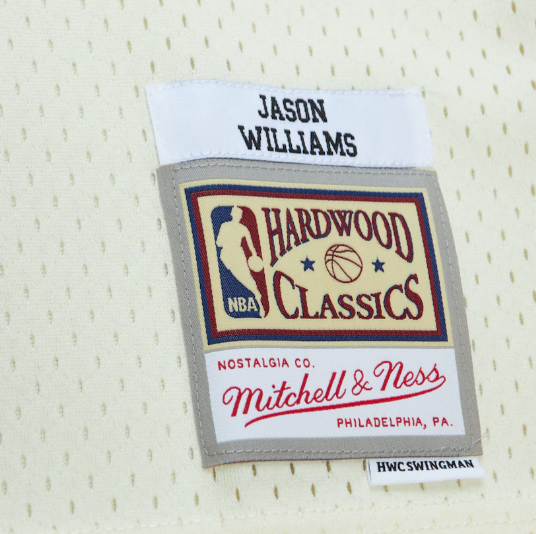 JASON
WILLIAMS
HARDWOOD
CLASSICS
NBA
NOSTALGIA CO.
Mitchell & Ness
PHILADELPHIA, PA.
HWCSWINGMAN